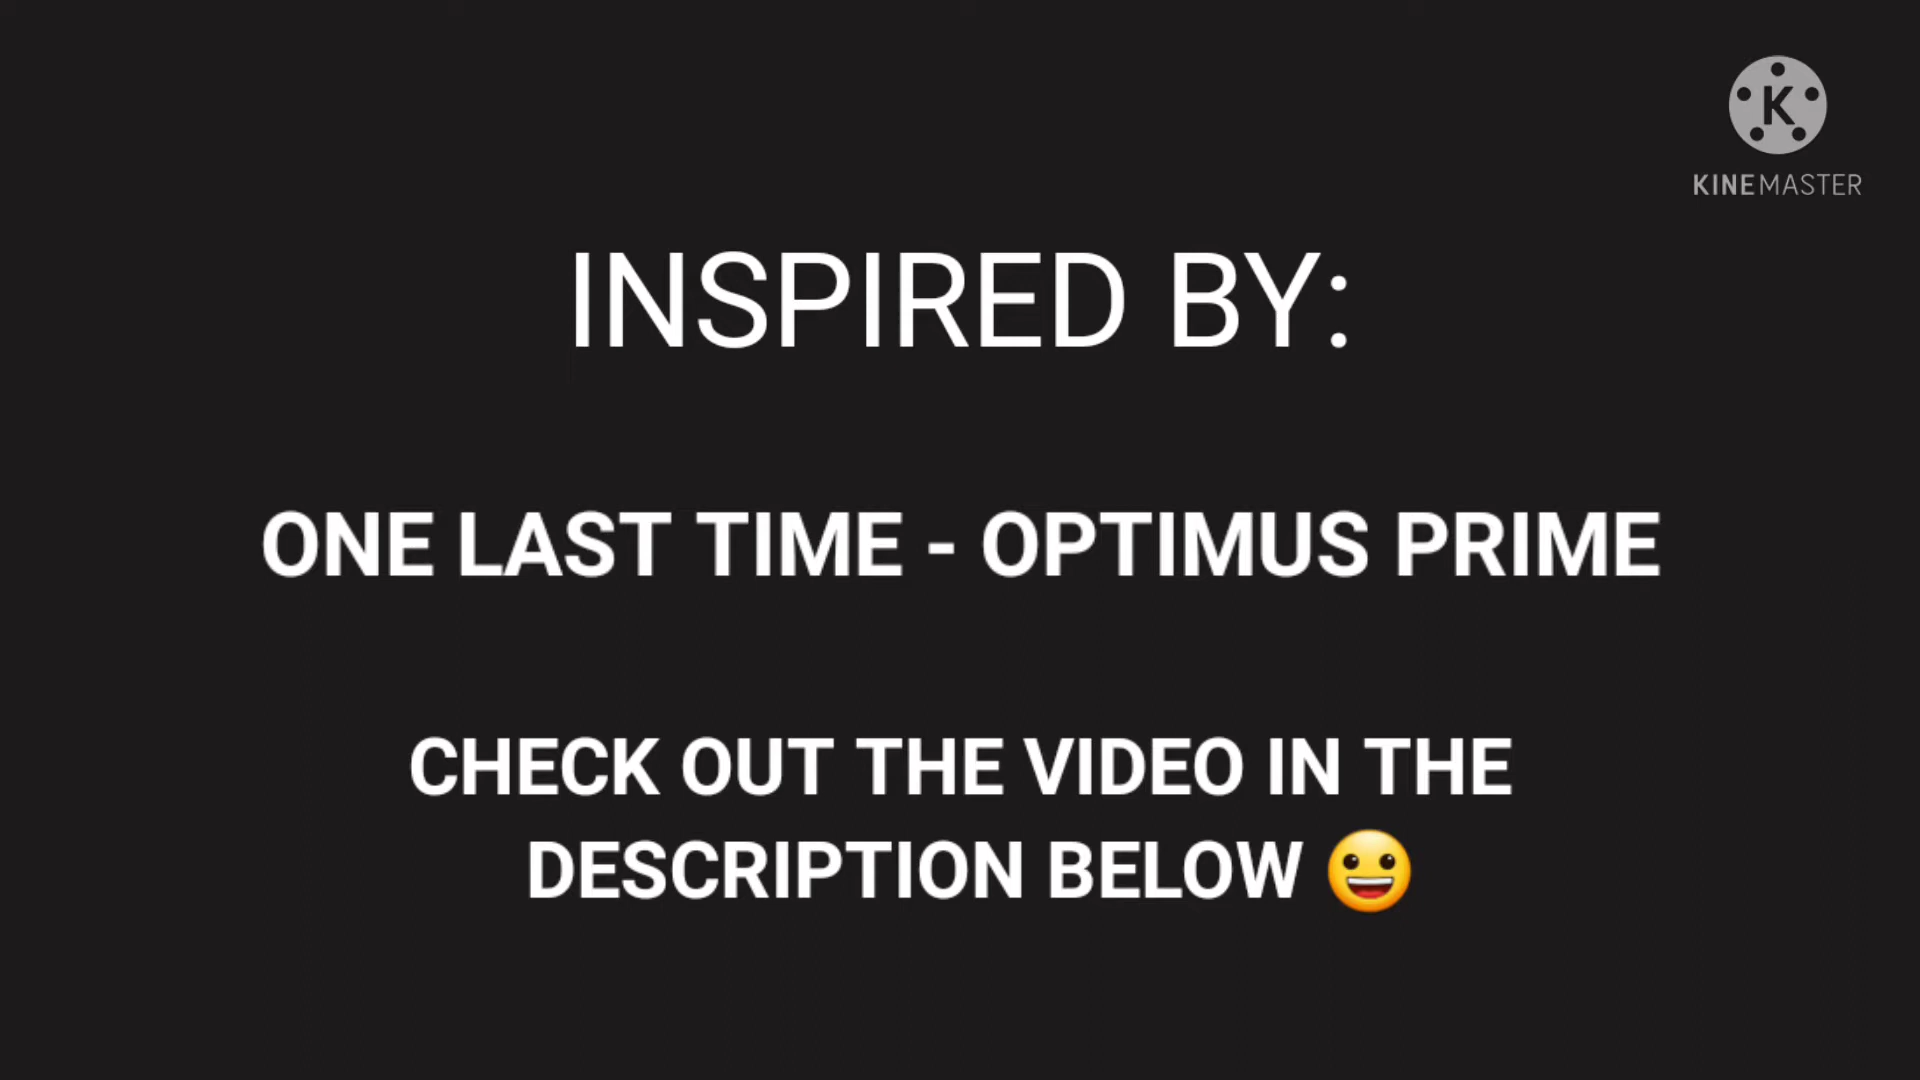 K
KINEMASTER
INSPIRED BY:
ONE LAST TIME - OPTIMUS PRIME
CHECK OUT THE VIDEO IN THE
DESCRIPTION BELOW 😀